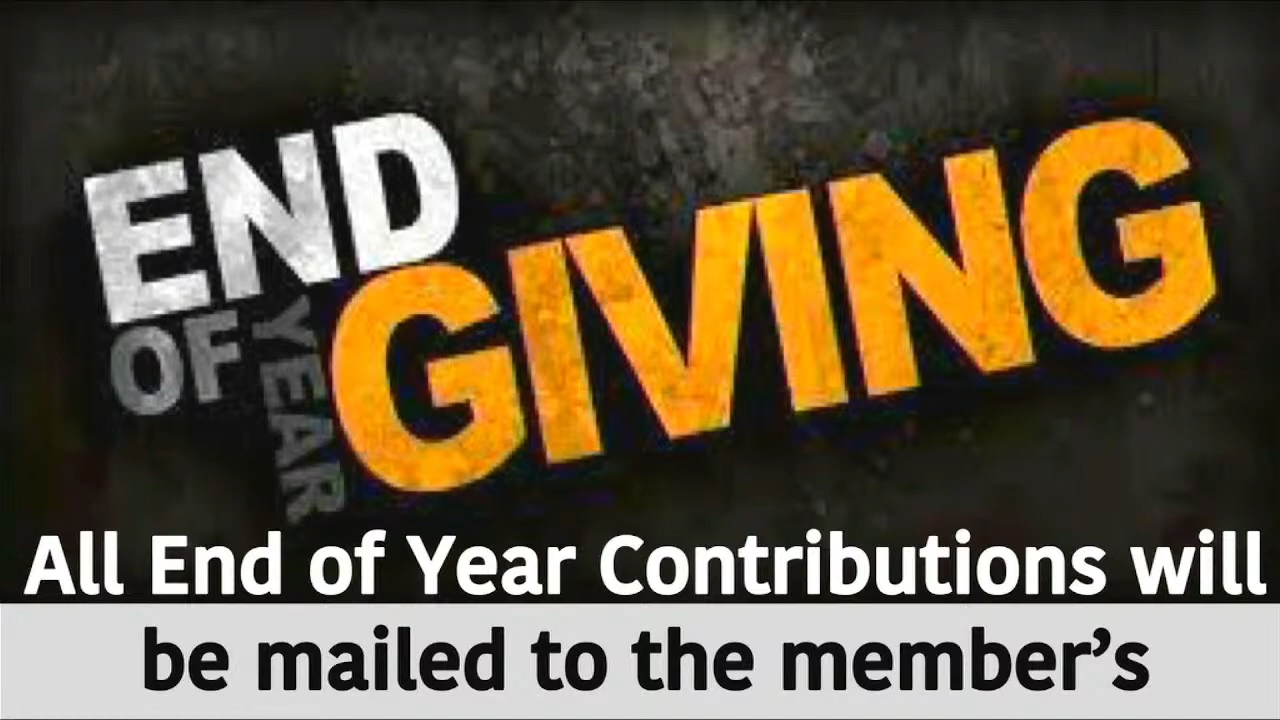 END
OF
YEAR
GIVING
All End of Year Contributions will
be mailed to the member’s